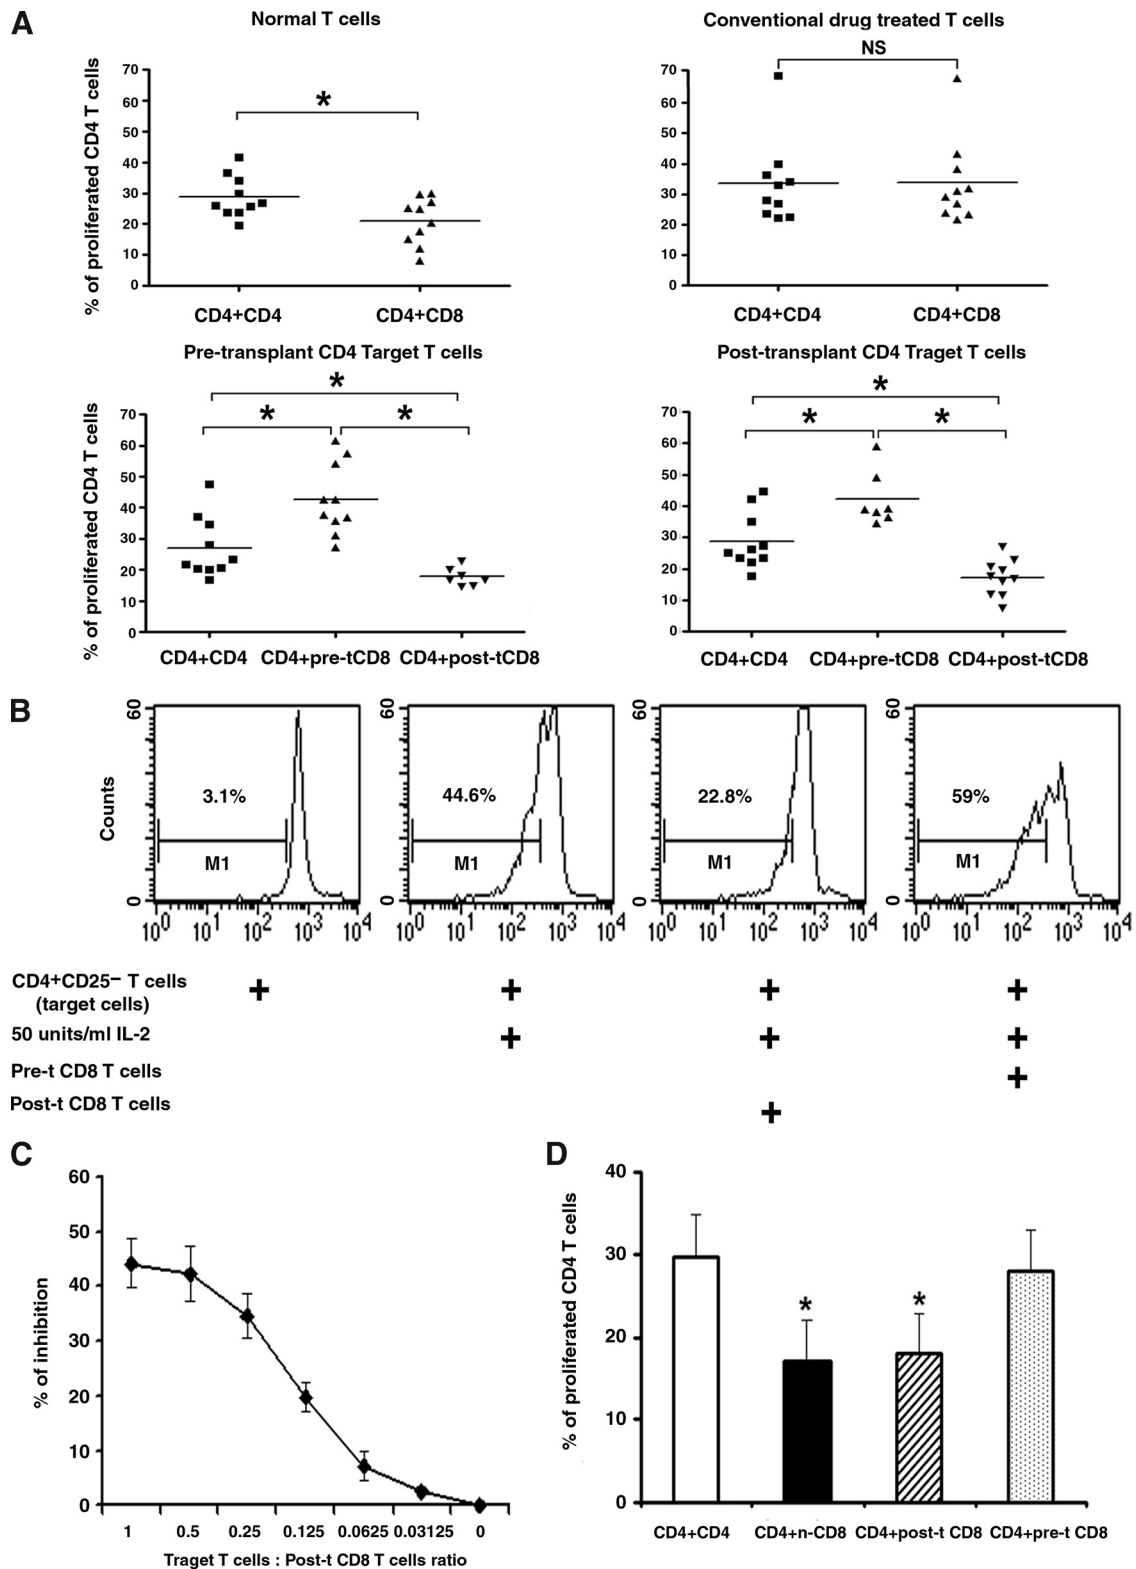 A
Normal T cells
Conventional drug treated T cells
NS
*
% of proliferated CD4 T cells
70
60
50
40
30
20
10
0
70
60
50
40
30
20
10
0
CD4+CD4 CD4+CD8
CD4+CD4 CD4+CD8
Pre-transplant CD4 Target T cells
Post-transplant CD4 Traget T cells
*
* *
*
* *
% of proliferated CD4 T cells
70
60
50
40
30
20
10
0
70
60
50
40
30
20
10
0
CD4+CD4 CD4+pre-tCD8 CD4+post-tCD8
CD4+CD4 CD4+pre-tCD8 CD4+post-tCD8
B
Counts
60
0
3.1%
M1
10⁰ 10¹ 10² 10³ 10⁴
60
0
44.6%
M1
10⁰ 10¹ 10² 10³ 10⁴
60
0
22.8%
M1
10⁰ 10¹ 10² 10³ 10⁴
60
0
59%
M1
10⁰ 10¹ 10² 10³ 10⁴
CD4+CD25− T cells + + + +
(target cells)
50 units/ml IL-2 + + +
Pre-t CD8 T cells +
Post-t CD8 T cells +
C
% of inhibition
60
50
40
30
20
10
0
1 0.5 0.25 0.125 0.0625 0.03125 0
Traget T cells : Post-t CD8 T cells ratio
D
% of proliferated CD4 T cells
40
30
20
10
0
* *
CD4+CD4 CD4+n-CD8 CD4+post-t CD8 CD4+pre-t CD8